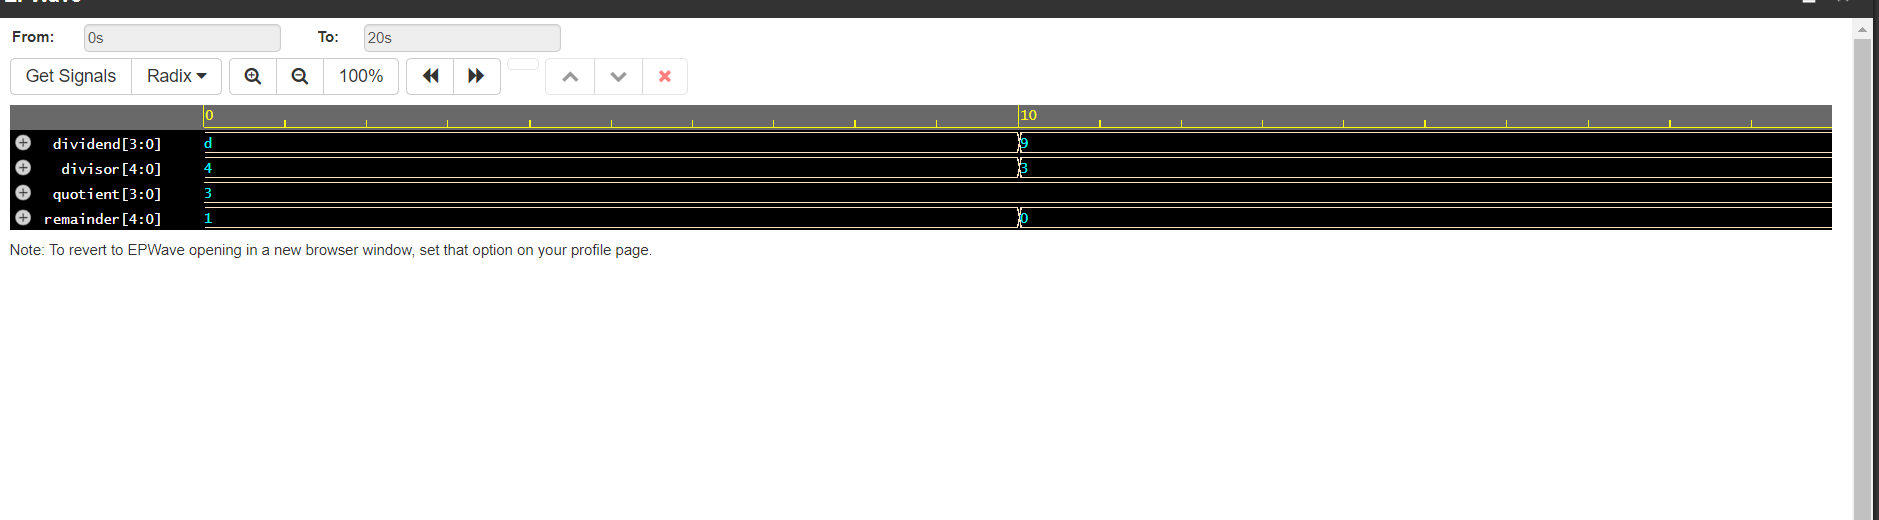 From: 0s To: 20s
Get Signals Radix 100%
0 10
dividend[3:0] d 9
divisor[4:0] 4 3
quotient[3:0] 3
remainder[4:0] 1 0
Note: To revert to EPWave opening in a new browser window, set that option on your profile page.